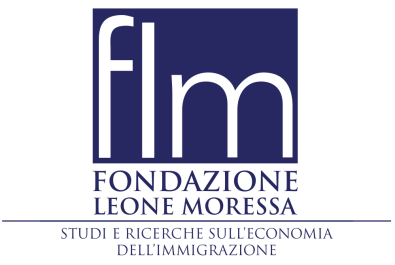 flm
FONDAZIONE
LEONE MORESSA
STUDI E RICERCHE SULL'ECONOMIA
DELL'IMMIGRAZIONE